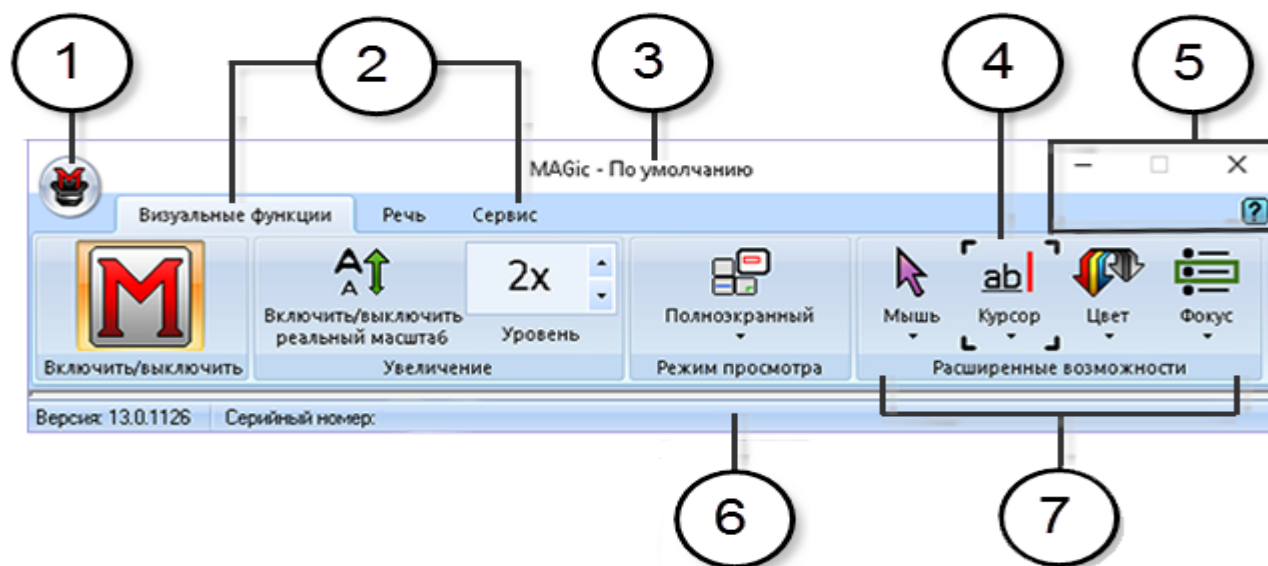 1 2 3 4 5
MAGic - По умолчанию
Визуальные функции Речь Сервис
2x
Включить/выключить
реальный масштаб
Уровень
Полноэкранный
Мышь
ab
Курсор
Цвет
Фокус
Включить/выключить Увеличение Режим просмотра Расширенные возможности
Версия: 13.0.1126 Серийный номер:
6 7